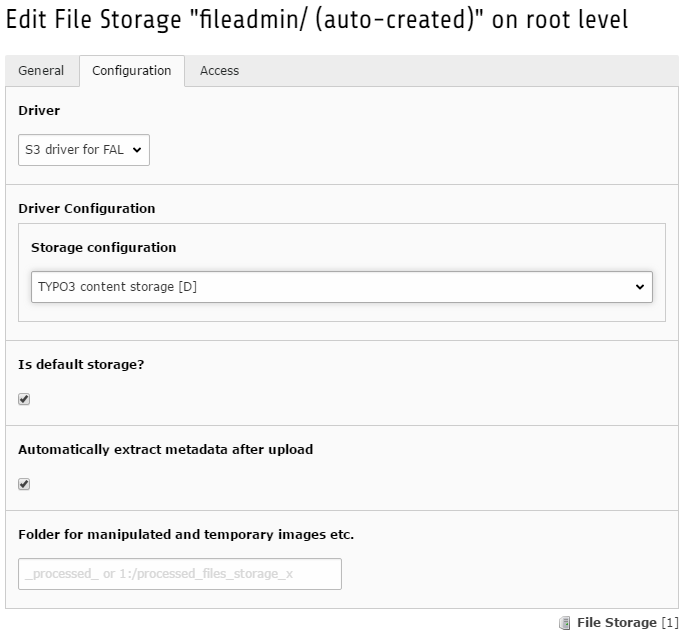 Edit File Storage "fileadmin/ (auto-created)" on root level
General Configuration Access
Driver
S3 driver for FAL
Driver Configuration
Storage configuration
TYPO3 content storage [D]
Is default storage?
Automatically extract metadata after upload
Folder for manipulated and temporary images etc.
_processed_ or 1:/processed_files_storage_x
File Storage [1]